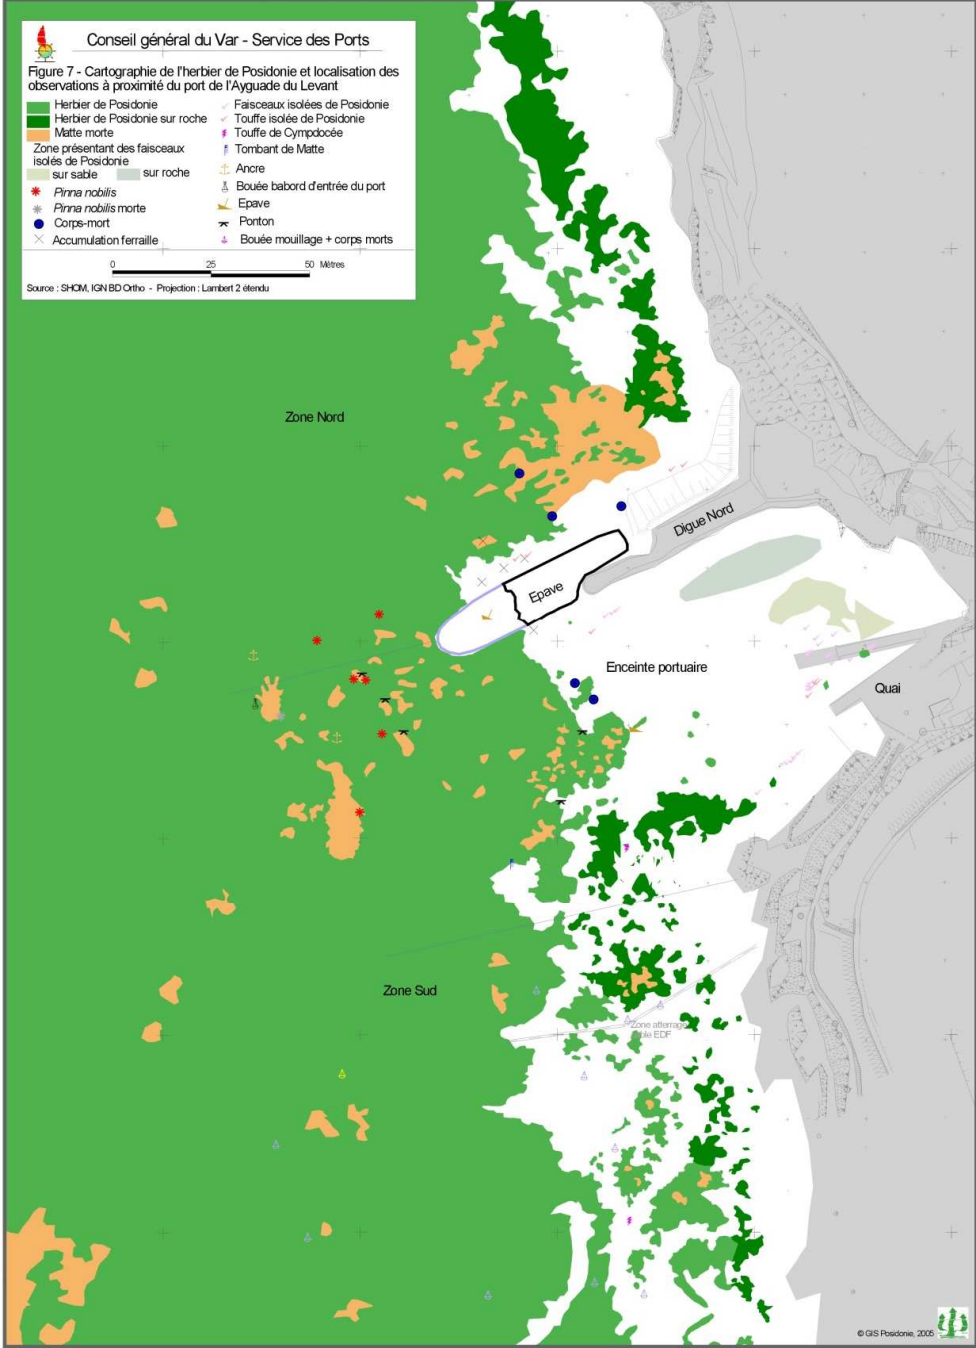 Conseil général du Var - Service des Ports
Figure 7 - Cartographie de l'herbier de Posidonie et localisation des
observations à proximité du port de l'Ayguade du Levant
Herbier de Posidonie
Herbier de Posidonie sur roche
Matte morte
Zone présentant des faisceaux
isolés de Posidonie
sur sable
sur roche
Pinna nobilis
Pinna nobilis morte
Corps-mort
Accumulation ferraille
Faisceaux isolées de Posidonie
Touffe isolée de Posidonie
Touffe de Cympdocée
Tombant de Matte
Ancre
Bouée babord d'entrée du port
Epave
Ponton
Bouée mouillage + corps morts
0 25 50 Mètres
Source : SHOM, IGN BD Ortho - Projection : Lambert 2 étendu
Zone Nord
Digue Nord
Epave
Enceinte portuaire
Quai
Zone Sud
Zone atterrage
EDF
© GIS Posidonie, 2005